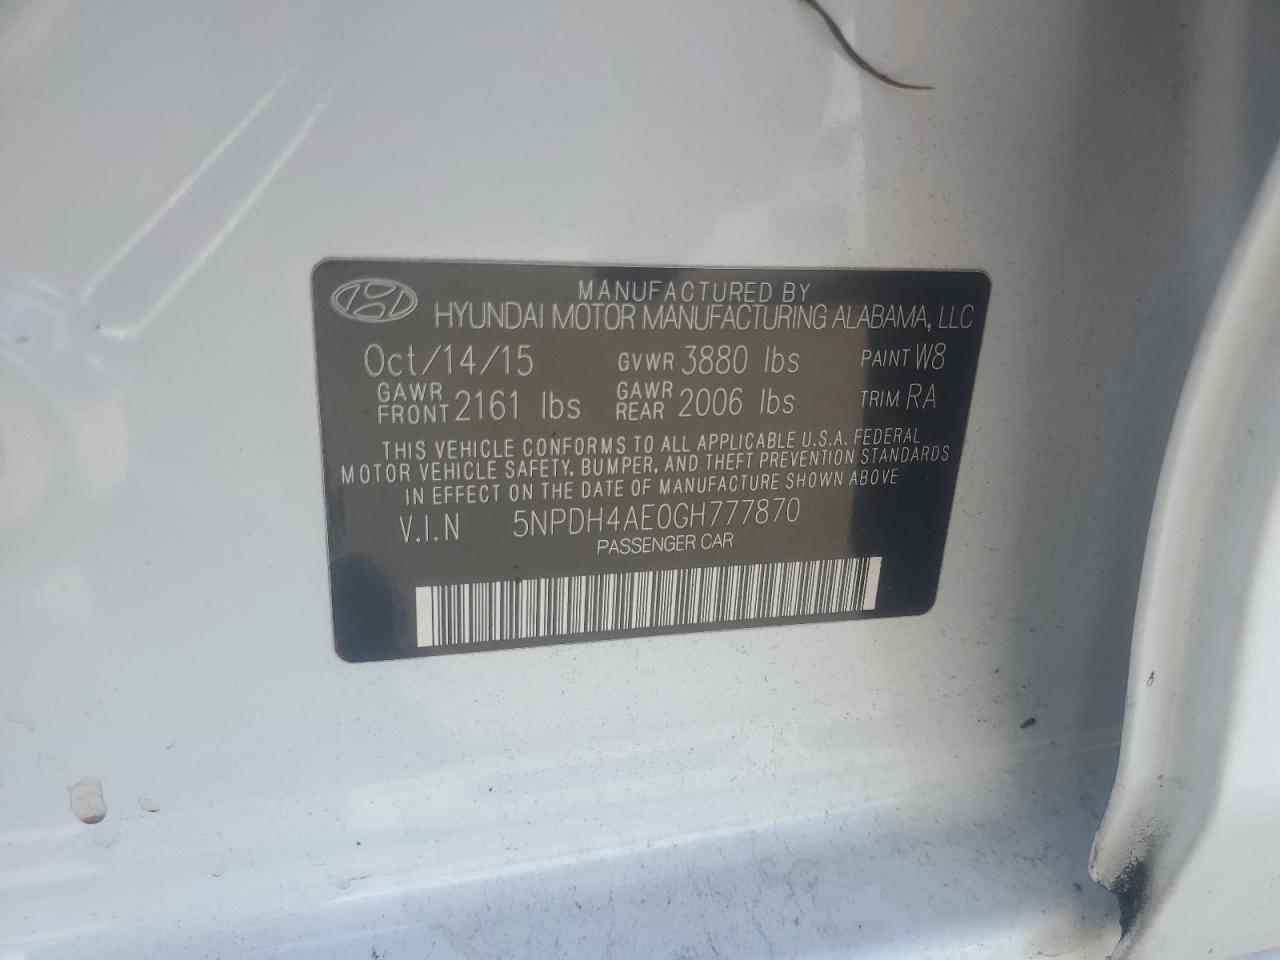 MANUFACTURED BY
HYUNDAI MOTOR MANUFACTURING ALABAMA, LLC
Oct/14/15 GVWR 3880 lbs PAINT W8
GAWR FRONT 2161 lbs GAWR REAR 2006 lbs TRIM RA
THIS VEHICLE CONFORMS TO ALL APPLICABLE U.S.A. FEDERAL
MOTOR VEHICLE SAFETY, BUMPER, AND THEFT PREVENTION STANDARDS
IN EFFECT ON THE DATE OF MANUFACTURE SHOWN ABOVE
V.I.N 5NPDH4AE0GH777870
PASSENGER CAR